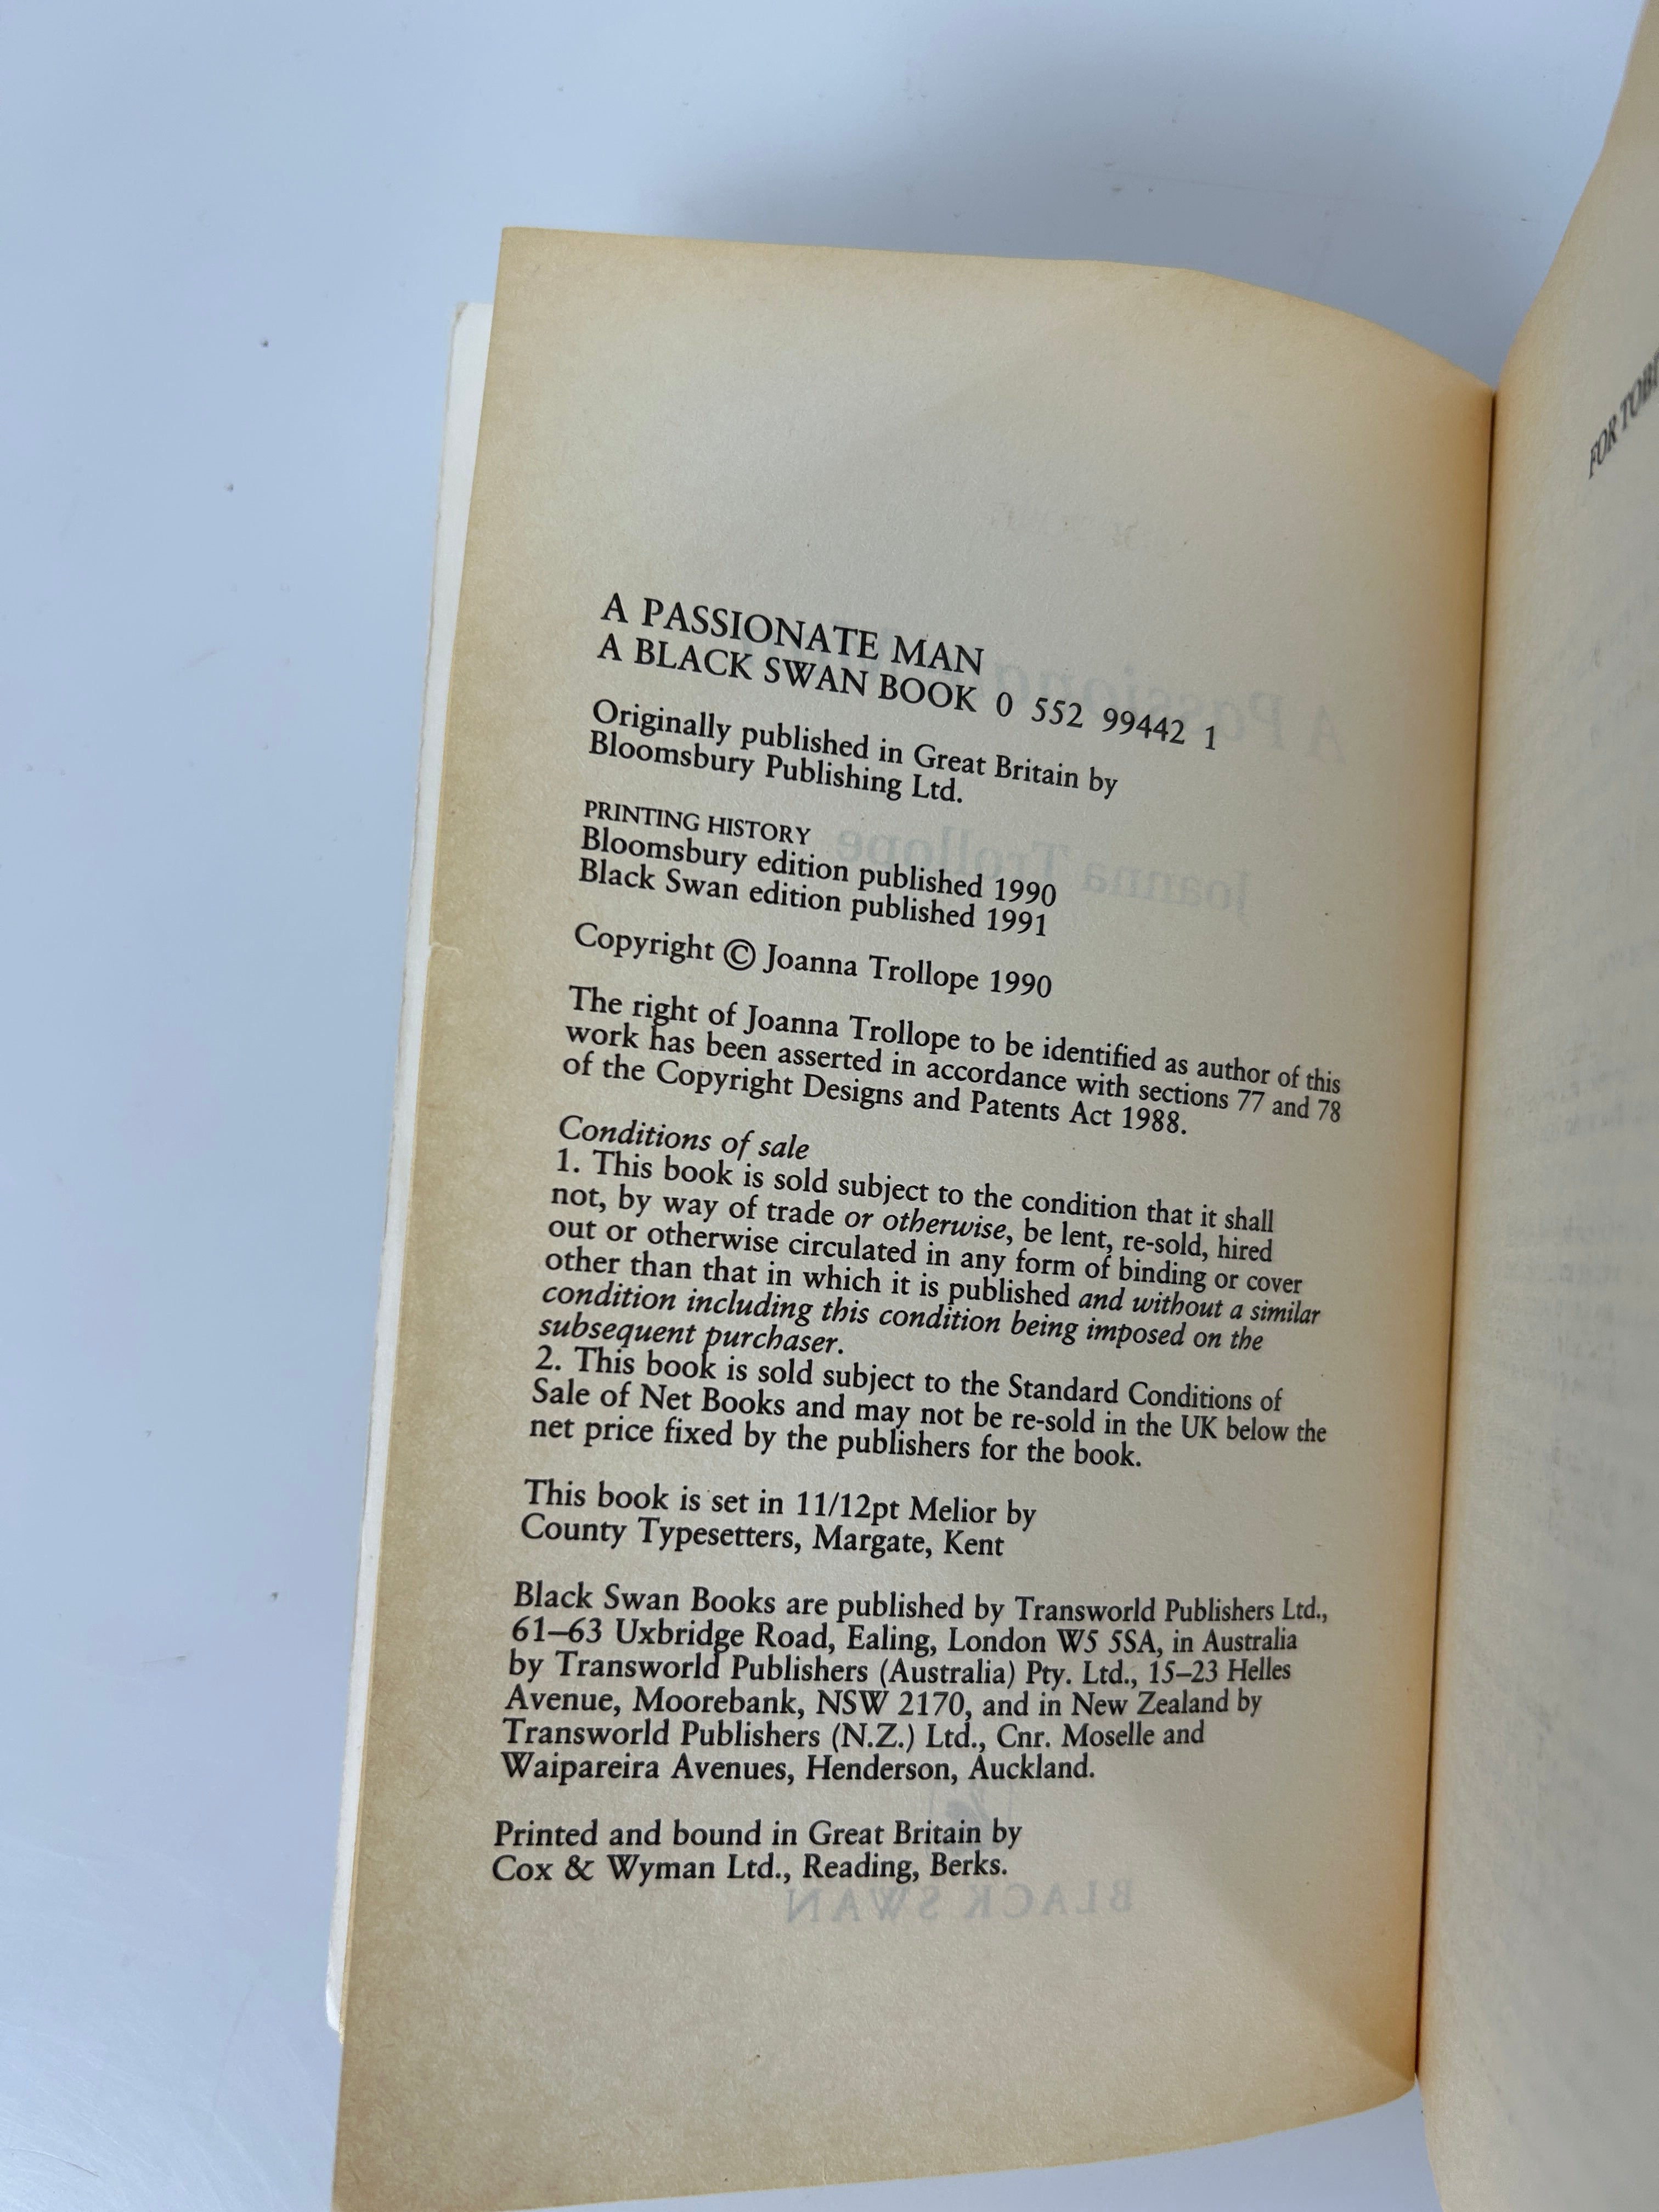 A PASSIONATE MAN
A BLACK SWAN BOOK 0 552 99442 1
Originally published in Great Britain by
Bloomsbury Publishing Ltd.
PRINTING HISTORY
Bloomsbury edition published 1990
Black Swan edition published 1991
Copyright © Joanna Trollope 1990
The right of Joanna Trollope to be identified as author of this
work has been asserted in accordance with sections 77 and 78
of the Copyright Designs and Patents Act 1988.
Conditions of sale
1. This book is sold subject to the condition that it shall
not, by way of trade or otherwise, be lent, re-sold, hired
out or otherwise circulated in any form of binding or cover
other than that in which it is published and without a similar
condition including this condition being imposed on the
subsequent purchaser.
2. This book is sold subject to the Standard Conditions of
Sale of Net Books and may not be re-sold in the UK below the
net price fixed by the publishers for the book.
This book is set in 11/12pt Melior by
County Typesetters, Margate, Kent
Black Swan Books are published by Transworld Publishers Ltd.,
61–63 Uxbridge Road, Ealing, London W5 5SA, in Australia
by Transworld Publishers (Australia) Pty. Ltd., 15–23 Helles
Avenue, Moorebank, NSW 2170, and in New Zealand by
Transworld Publishers (N.Z.) Ltd., Cnr. Moselle and
Waipareira Avenues, Henderson, Auckland.
Printed and bound in Great Britain by
Cox & Wyman Ltd., Reading, Berks.
FOR